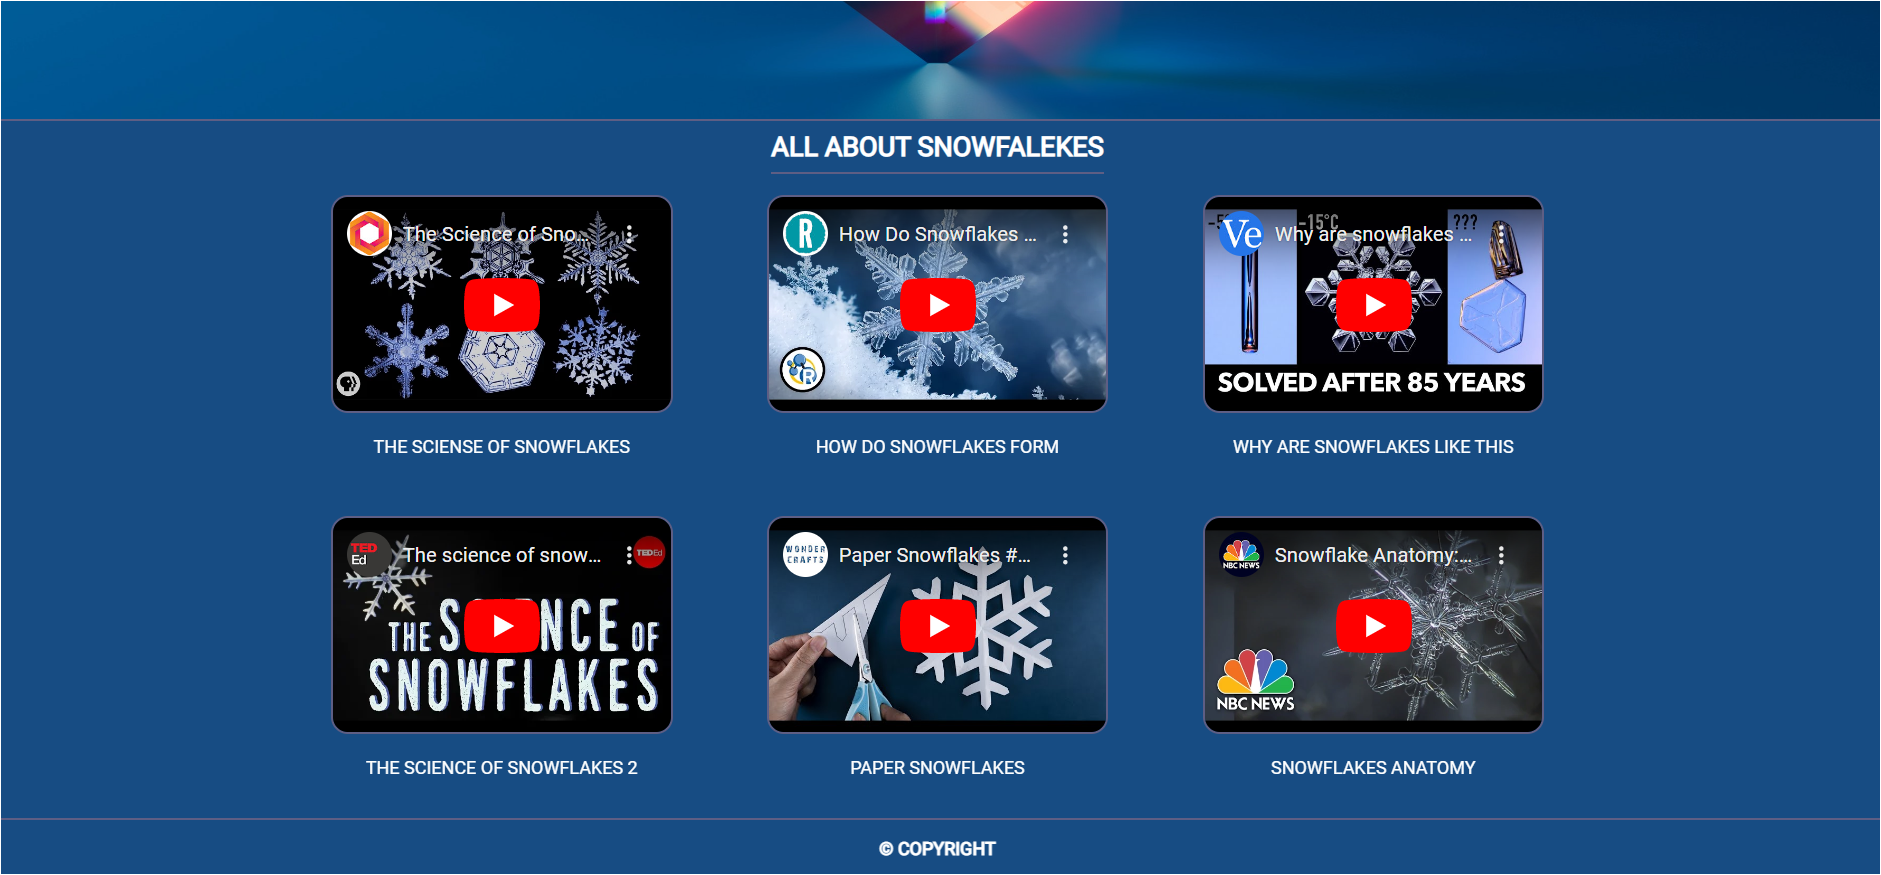 ALL ABOUT SNOWFALEKES
The Science of Sno...
R
How Do Snowflakes ...
R
Ve
Why are snowflakes ...
-15°C
???
SOLVED AFTER 85 YEARS
THE SCIENSE OF SNOWFLAKES
HOW DO SNOWFLAKES FORM
WHY ARE SNOWFLAKES LIKE THIS
TED
Ed
The science of snow...
TEDEd
THE SCIENCE OF
SNOWFLAKES
WONDER
CRAFTS
Paper Snowflakes #...
NBC NEWS
Snowflake Anatomy:...
NBC NEWS
THE SCIENCE OF SNOWFLAKES 2
PAPER SNOWFLAKES
SNOWFLAKES ANATOMY
© COPYRIGHT